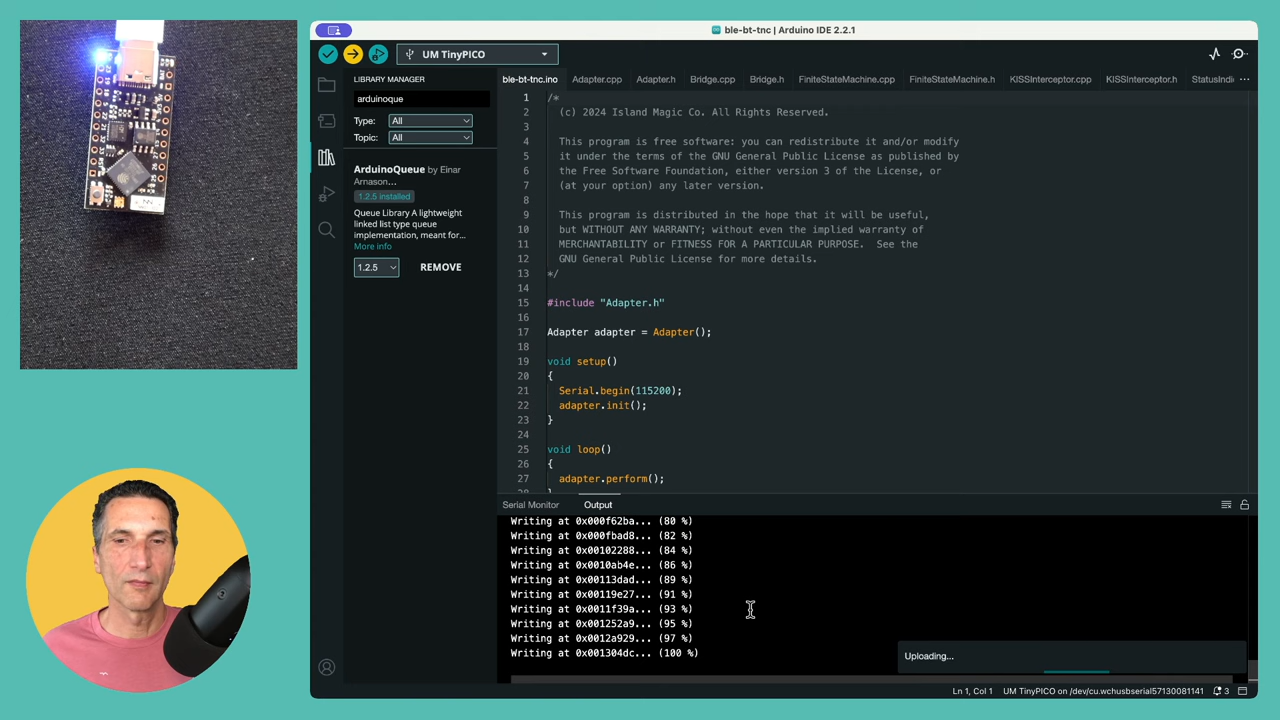 ble-bt-tnc | Arduino IDE 2.2.1
UM TinyPICO
LIBRARY MANAGER
arduinoque
Type:
All
Topic:
All
ArduinoQueue by Einar
Arnason...
1.2.5 installed
Queue Library A lightweight
linked list type queue
implementation, meant for...
More info
1.2.5
REMOVE
ble-bt-tnc.ino
Adapter.cpp
Adapter.h
Bridge.cpp
Bridge.h
FiniteStateMachine.cpp
FiniteStateMachine.h
KISSInterceptor.cpp
KISSInterceptor.h
StatusIndi
1 /*
2 (c) 2024 Island Magic Co. All Rights Reserved.
3
4 This program is free software: you can redistribute it and/or modify
5 it under the terms of the GNU General Public License as published by
6 the Free Software Foundation, either version 3 of the License, or
7 (at your option) any later version.
8
9 This program is distributed in the hope that it will be useful,
10 but WITHOUT ANY WARRANTY; without even the implied warranty of
11 MERCHANTABILITY or FITNESS FOR A PARTICULAR PURPOSE. See the
12 GNU General Public License for more details.
13 */
14
15 #include "Adapter.h"
16
17 Adapter adapter = Adapter();
18
19 void setup()
20 {
21 Serial.begin(115200);
22 adapter.init();
23 }
24
25 void loop()
26 {
27 adapter.perform();
28 }
Serial Monitor
Output
Writing at 0x000f62ba... (80 %)
Writing at 0x000fbad8... (82 %)
Writing at 0x00102288... (84 %)
Writing at 0x0010ab4e... (86 %)
Writing at 0x00113dad... (89 %)
Writing at 0x00119e27... (91 %)
Writing at 0x0011f39a... (93 %)
Writing at 0x001252a9... (95 %)
Writing at 0x0012a929... (97 %)
Writing at 0x001304dc... (100 %)
Uploading...
Ln 1, Col 1
UM TinyPICO on /dev/cu.wchusbserial57130081141
3